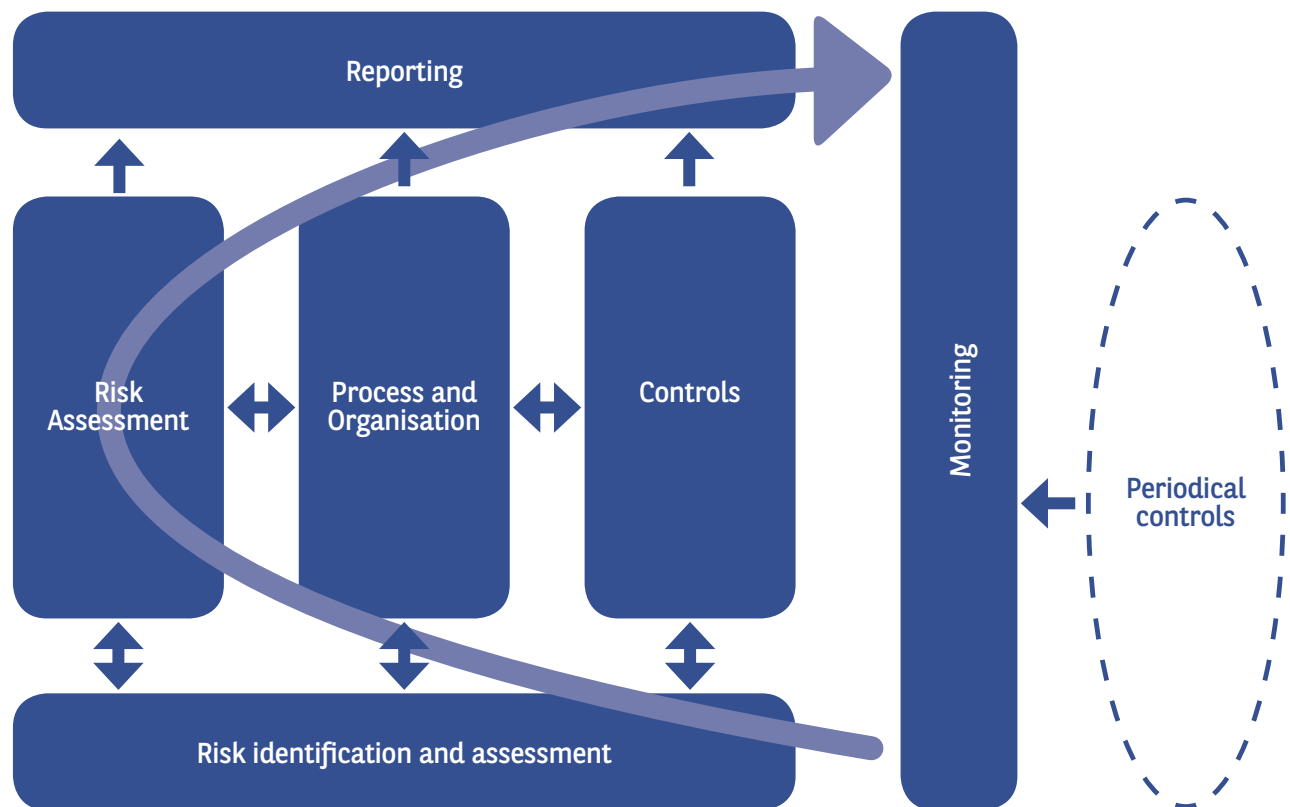 Reporting
Risk
Assessment
Process and
Organisation
Controls
Monitoring
Periodical
controls
Risk identification and assessment